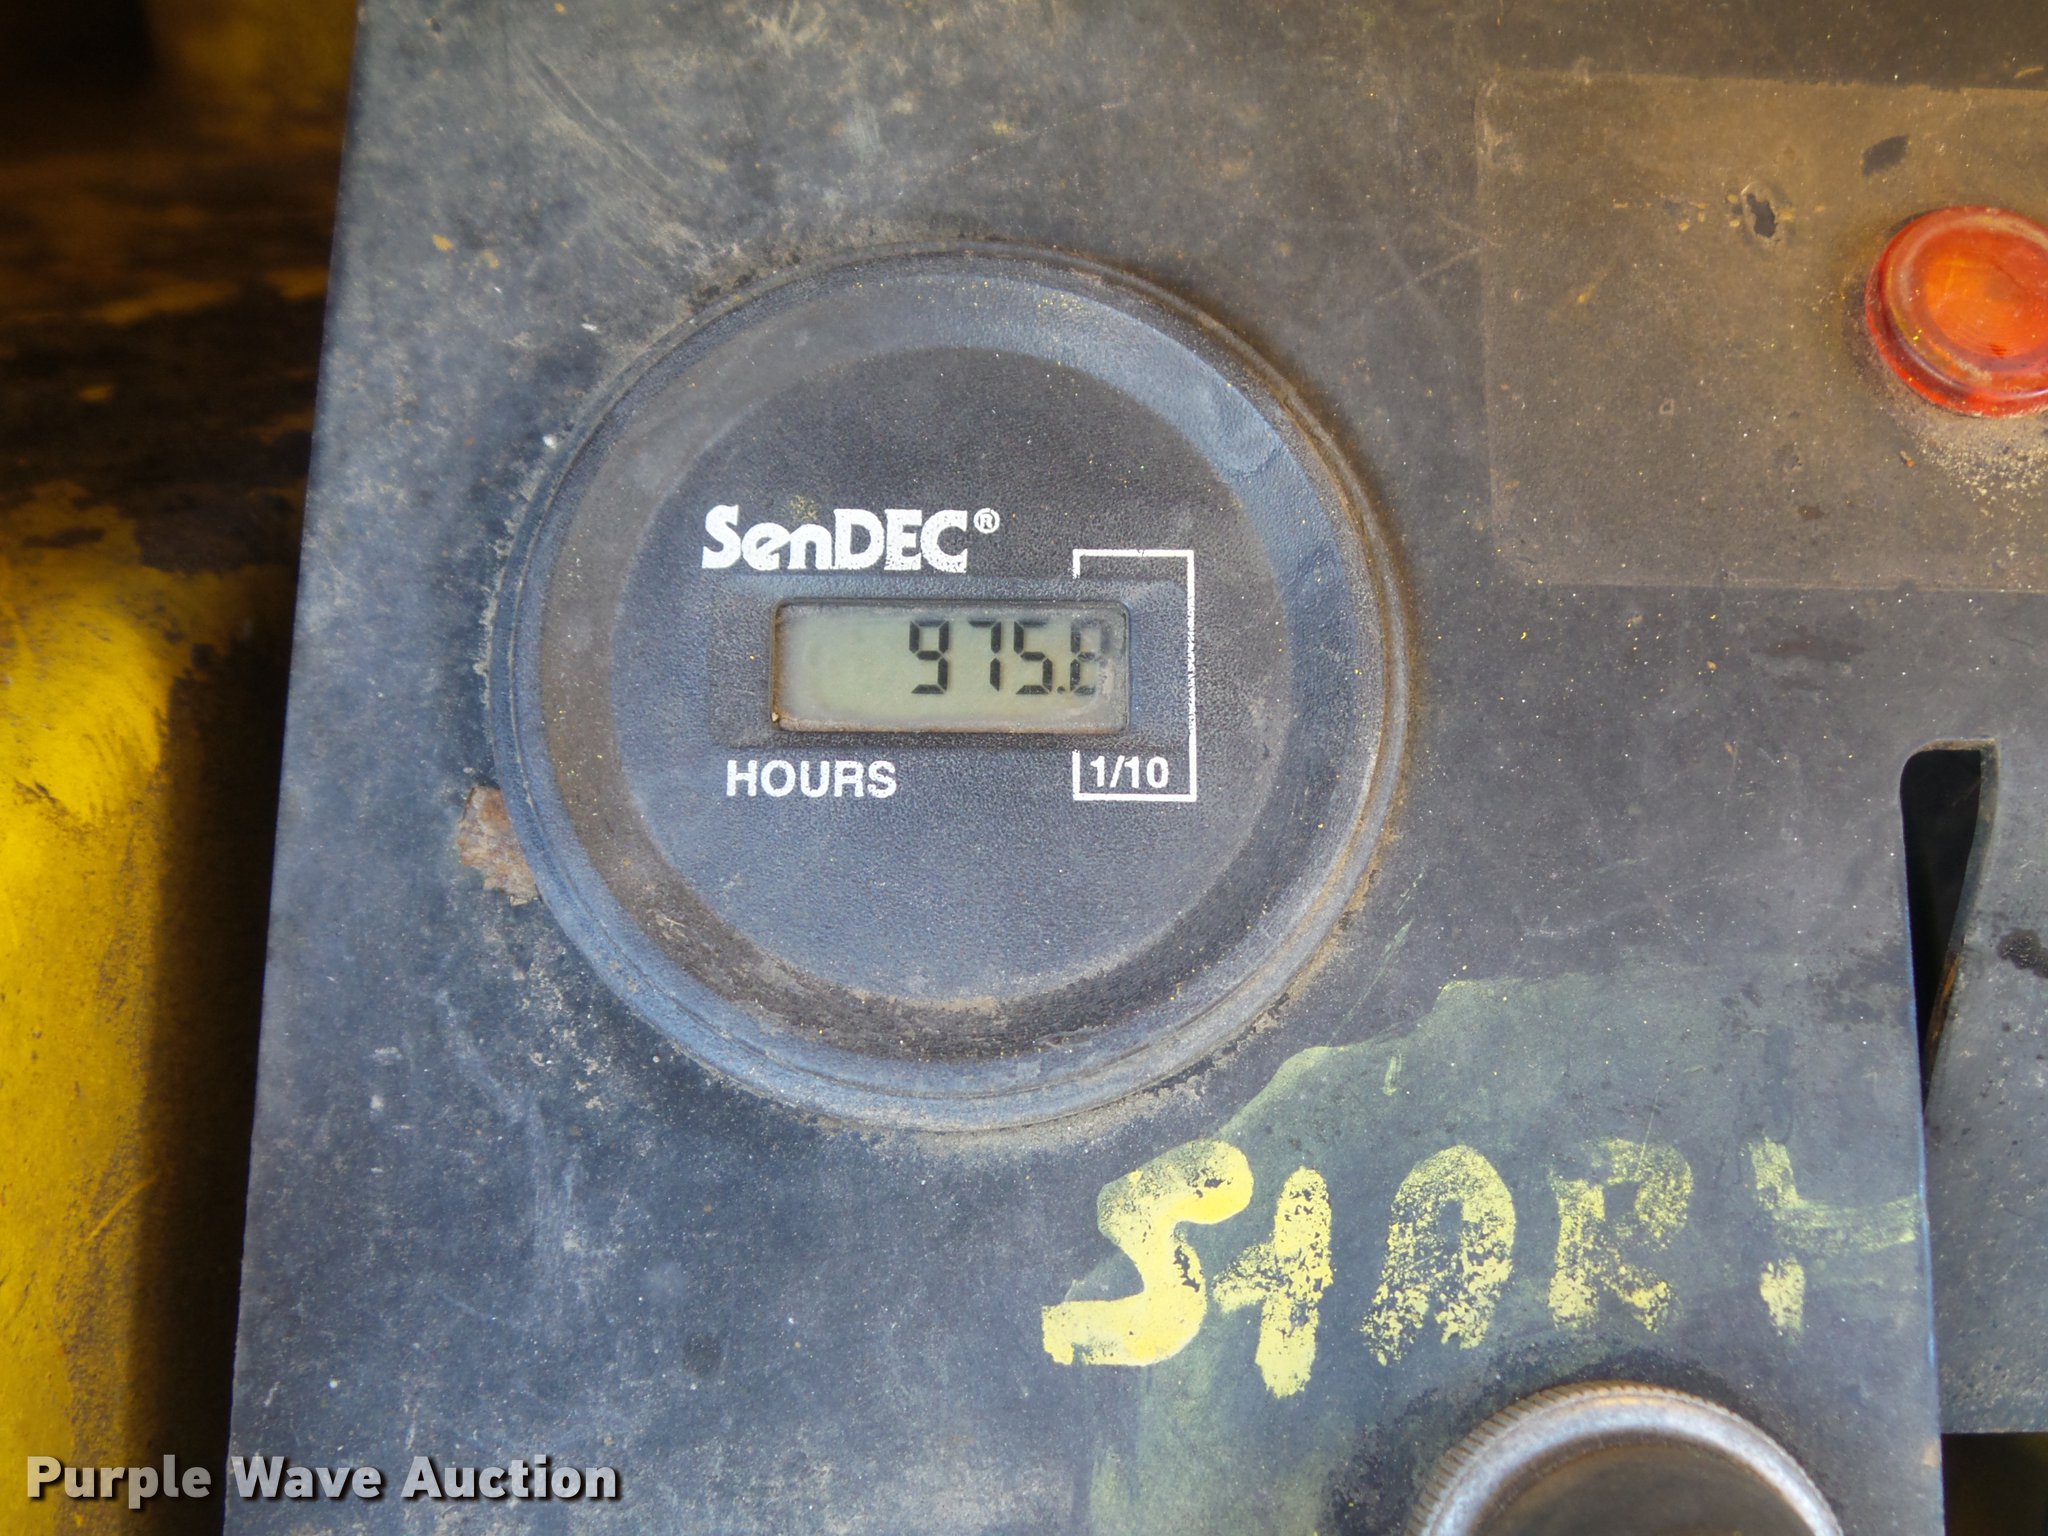 SenDEC®
975.8
HOURS
1/10
START
Purple Wave Auction